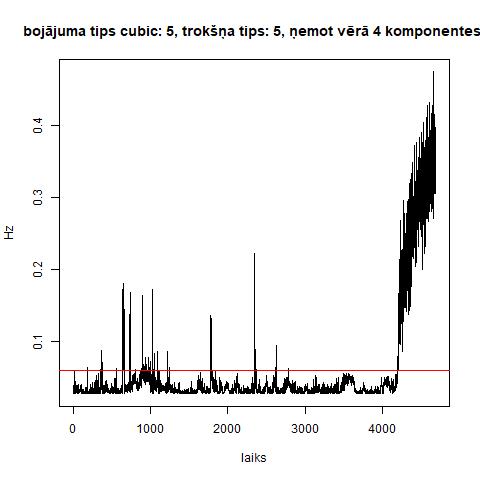 bojājuma tips cubic: 5, trokšņa tips: 5, ņemot vērā 4 komponentes
0.4
0.3
Hz
0.2
0.1
0 1000 2000 3000 4000
laiks